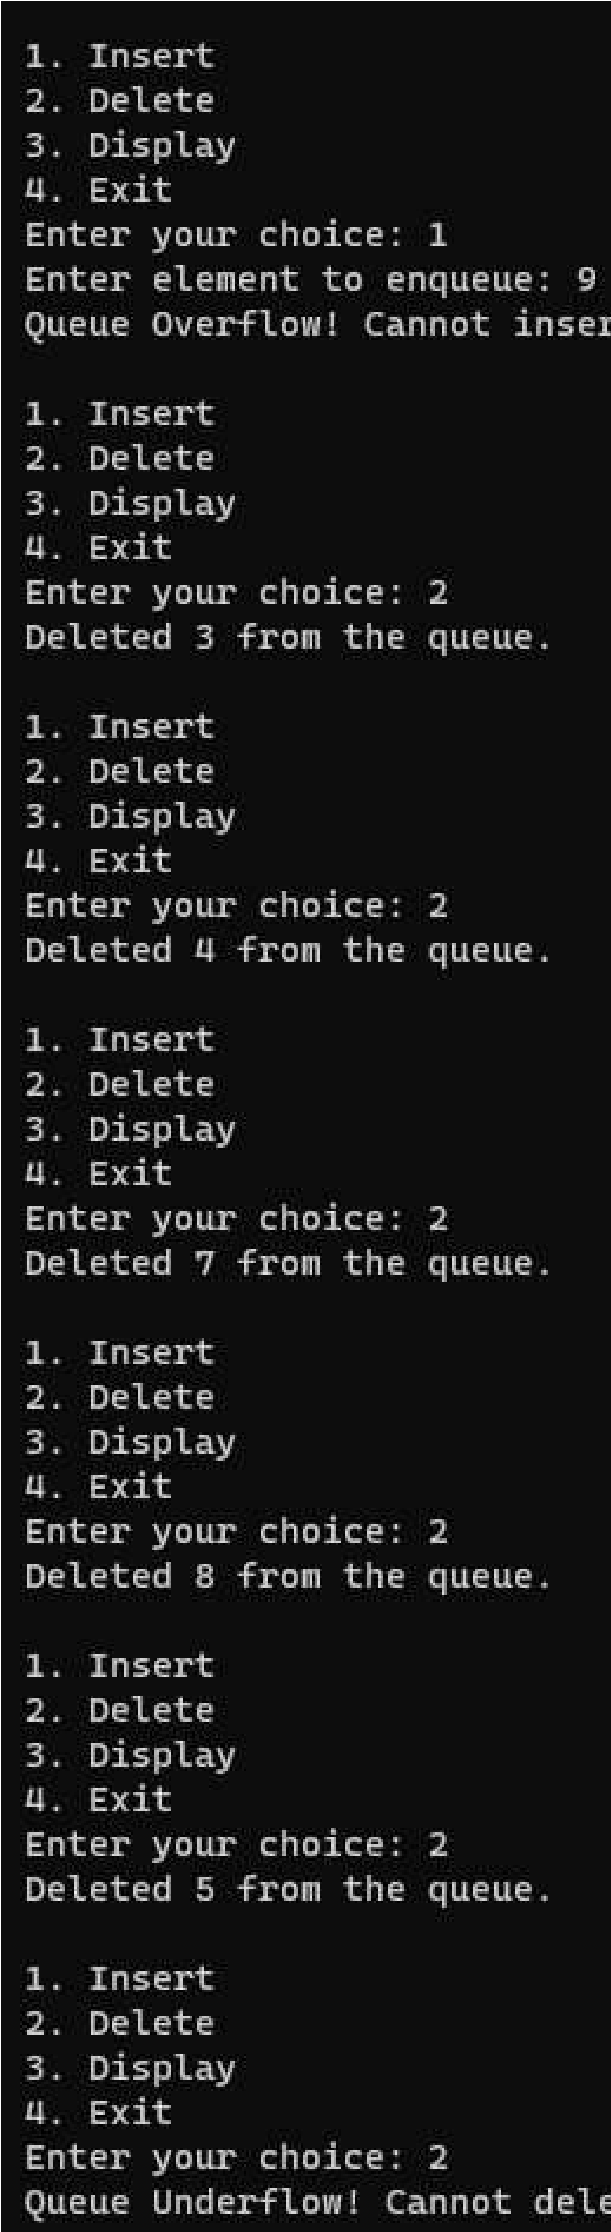 1. Insert
2. Delete
3. Display
4. Exit
Enter your choice: 1
Enter element to enqueue: 9
Queue Overflow! Cannot inser
1. Insert
2. Delete
3. Display
4. Exit
Enter your choice: 2
Deleted 3 from the queue.
1. Insert
2. Delete
3. Display
4. Exit
Enter your choice: 2
Deleted 4 from the queue.
1. Insert
2. Delete
3. Display
4. Exit
Enter your choice: 2
Deleted 7 from the queue.
1. Insert
2. Delete
3. Display
4. Exit
Enter your choice: 2
Deleted 8 from the queue.
1. Insert
2. Delete
3. Display
4. Exit
Enter your choice: 2
Deleted 5 from the queue.
1. Insert
2. Delete
3. Display
4. Exit
Enter your choice: 2
Queue Underflow! Cannot dele